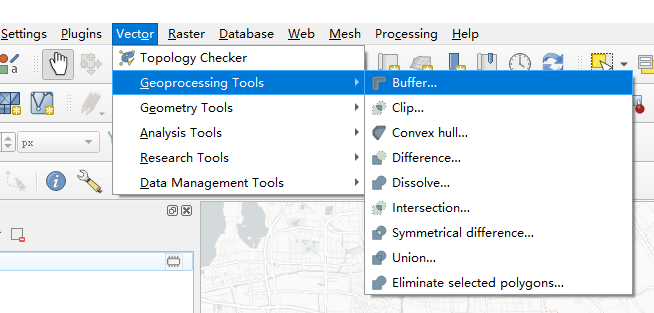 Settings Plugins Vector Raster Database Web Mesh Processing Help
Topology Checker
Geoprocessing Tools
Buffer...
Geometry Tools
Clip...
Analysis Tools
Convex hull...
px
Research Tools
Difference...
Data Management Tools
Dissolve...
Intersection...
Symmetrical difference...
Union...
Eliminate selected polygons...